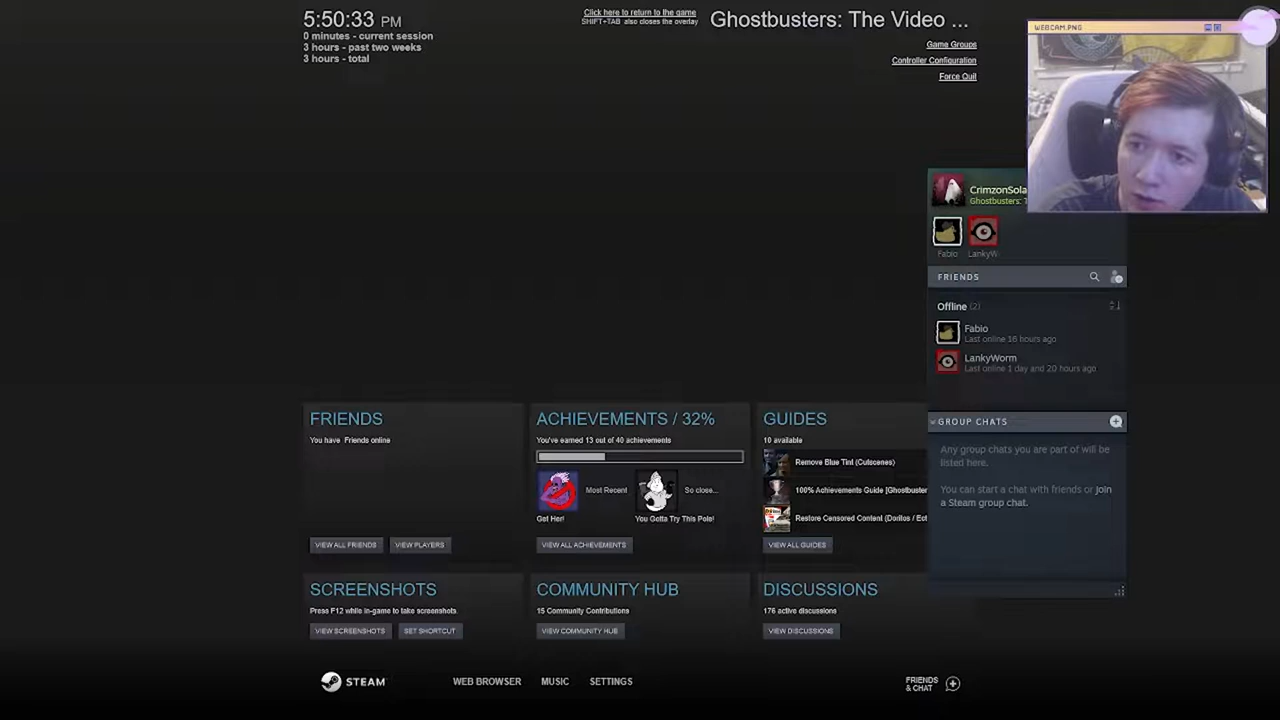 5:50:33 PM
0 minutes - current session
3 hours - past two weeks
3 hours - total
Click here to return to the game
SHIFT+TAB also closes the overlay
Ghostbusters: The Video ...
Game Groups
Controller Configuration
Force Quit
WEBCAM.PNG
CrimzonSola
Ghostbusters: T
Fabio
LankyW
FRIENDS
Offline (2)
Fabio
Last online 16 hours ago
LankyWorm
Last online 1 day and 20 hours ago
GROUP CHATS
Any group chats you are part of will be
listed here.
You can start a chat with friends or join
a Steam group chat.
FRIENDS
You have Friends online
VIEW ALL FRIENDS
VIEW PLAYERS
ACHIEVEMENTS / 32%
You've earned 13 out of 40 achievements
Most Recent
So close...
Get Her!
You Gotta Try This Pole!
VIEW ALL ACHIEVEMENTS
GUIDES
10 available
Remove Blue Tint (Cutscenes)
100% Achievements Guide [Ghostbuster
Restore Censored Content (Doritos / Ect
VIEW ALL GUIDES
SCREENSHOTS
Press F12 while in-game to take screenshots.
VIEW SCREENSHOTS
SET SHORTCUT
COMMUNITY HUB
15 Community Contributions
VIEW COMMUNITY HUB
DISCUSSIONS
176 active discussions
VIEW DISCUSSIONS
STEAM
WEB BROWSER
MUSIC
SETTINGS
FRIENDS
& CHAT